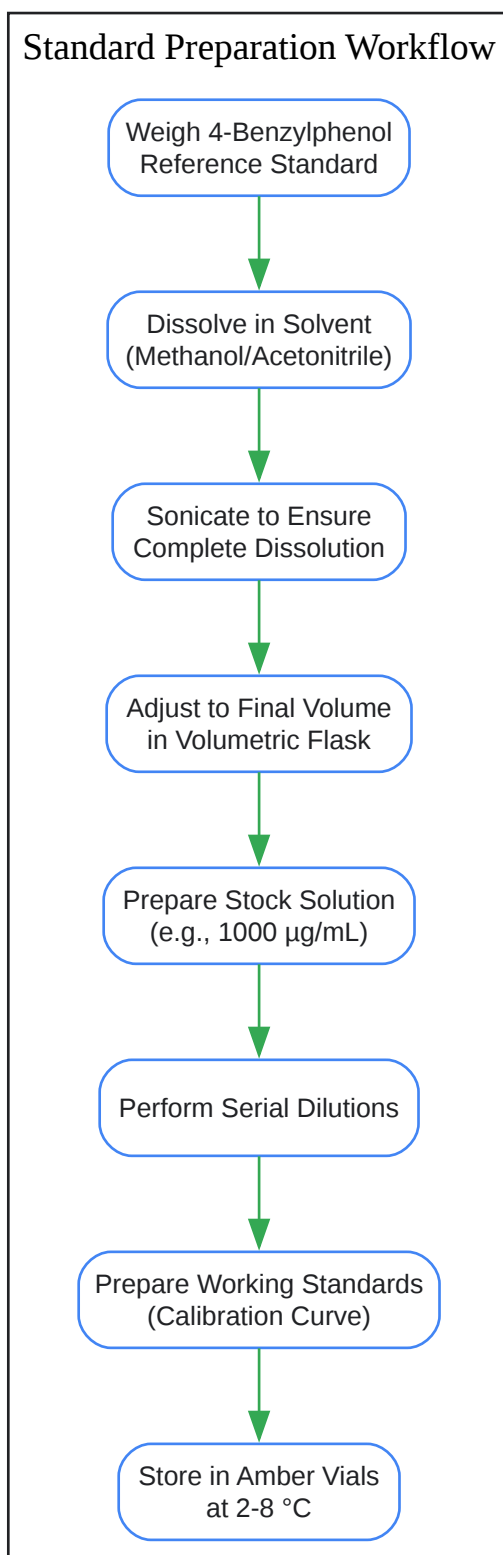 Standard Preparation Workflow
Weigh 4-Benzylphenol
Reference Standard
Dissolve in Solvent
(Methanol/Acetonitrile)
Sonicate to Ensure
Complete Dissolution
Adjust to Final Volume
in Volumetric Flask
Prepare Stock Solution
(e.g., 1000 µg/mL)
Perform Serial Dilutions
Prepare Working Standards
(Calibration Curve)
Store in Amber Vials
at 2-8 °C